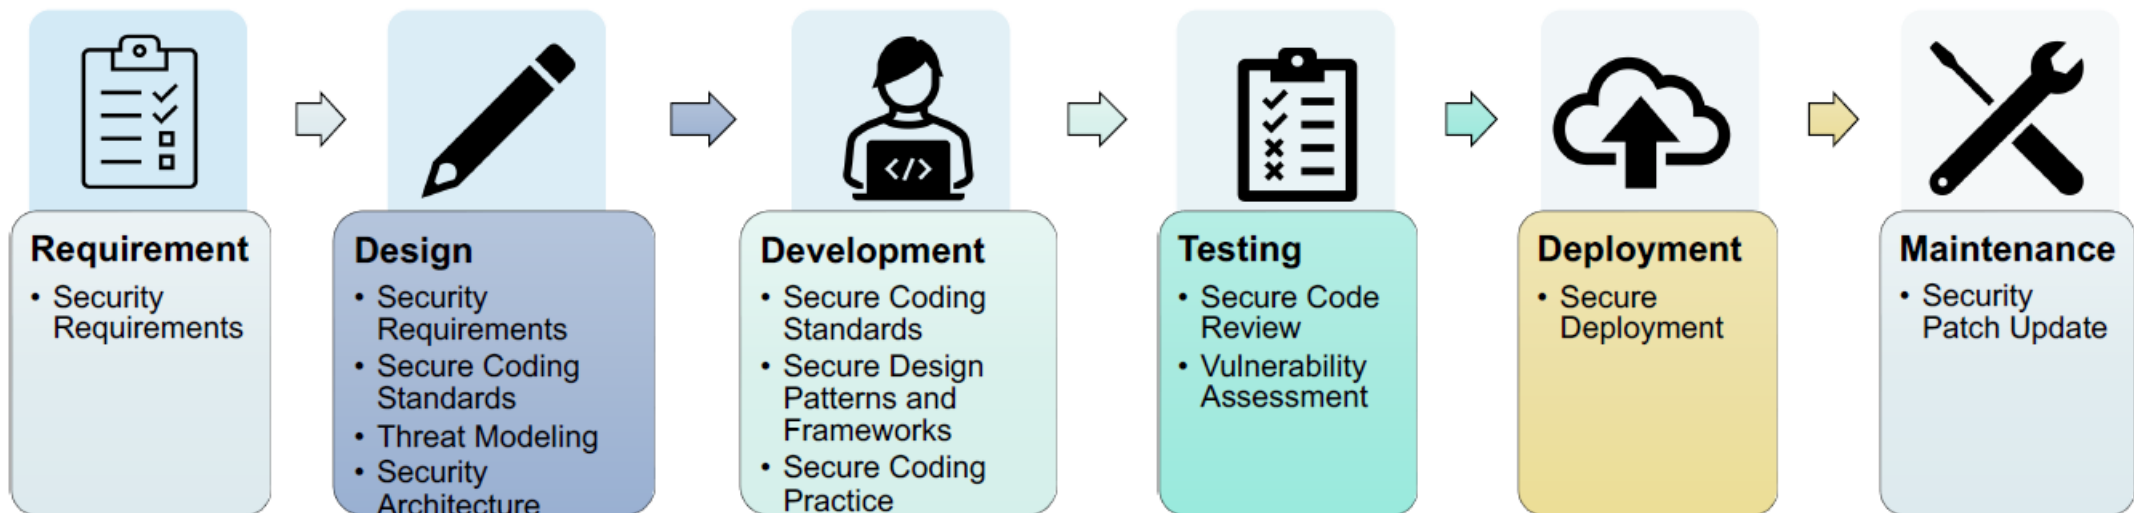 Requirement
• Security
Requirements
Design
• Security
Requirements
• Secure Coding
Standards
• Threat Modeling
• Security
Architecture
Development
• Secure Coding
Standards
• Secure Design
Patterns and
Frameworks
• Secure Coding
Practice
</>
Testing
• Secure Code
Review
• Vulnerability
Assessment
Deployment
• Secure
Deployment
Maintenance
• Security
Patch Update